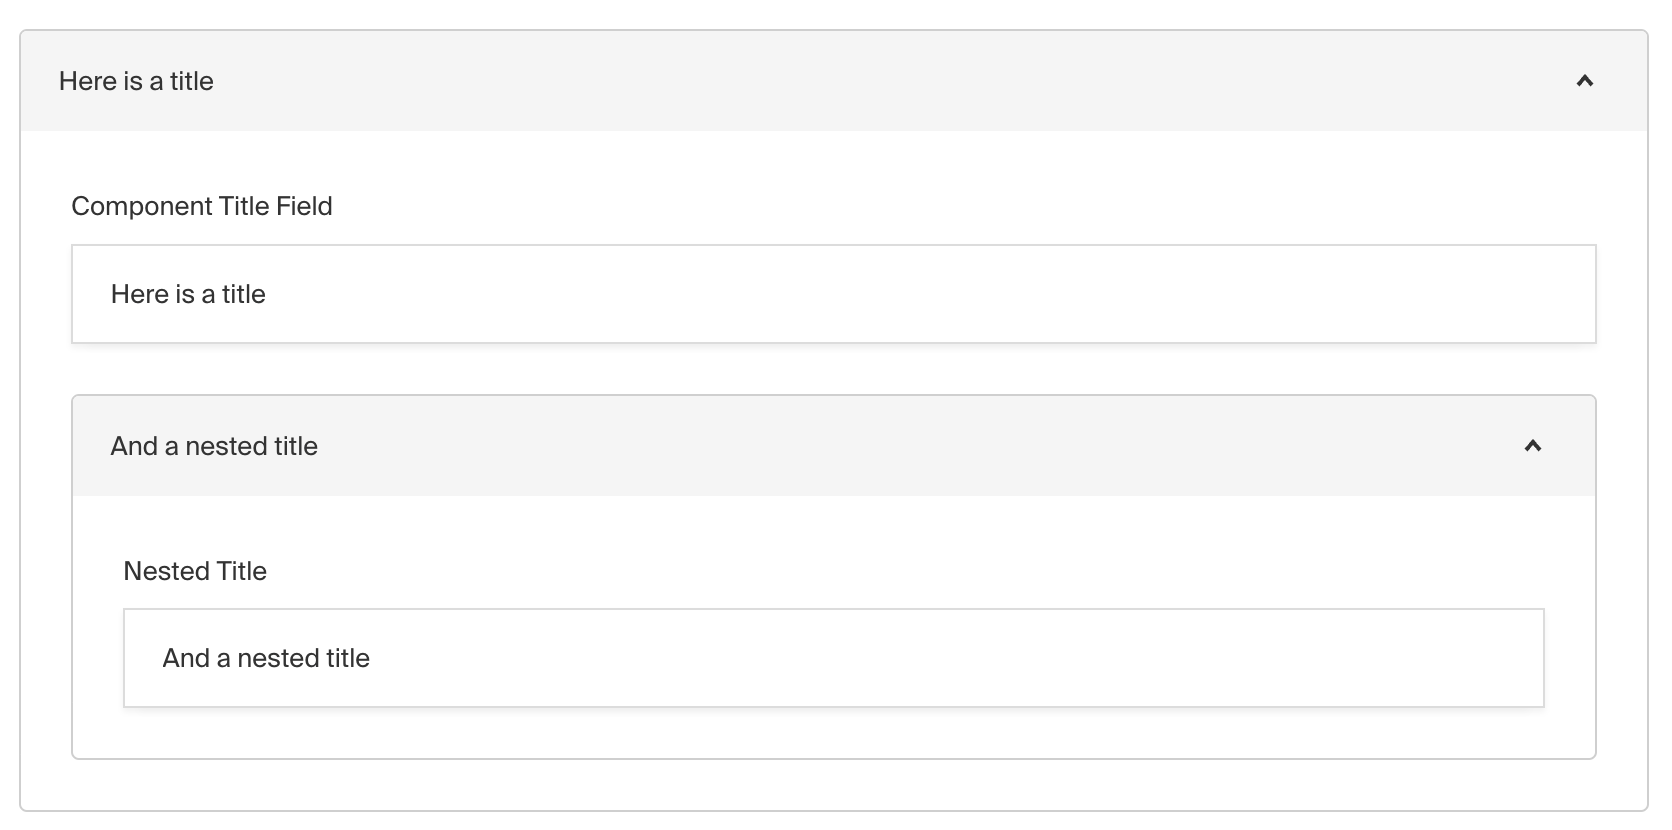 Here is a title
Component Title Field
Here is a title
And a nested title
Nested Title
And a nested title